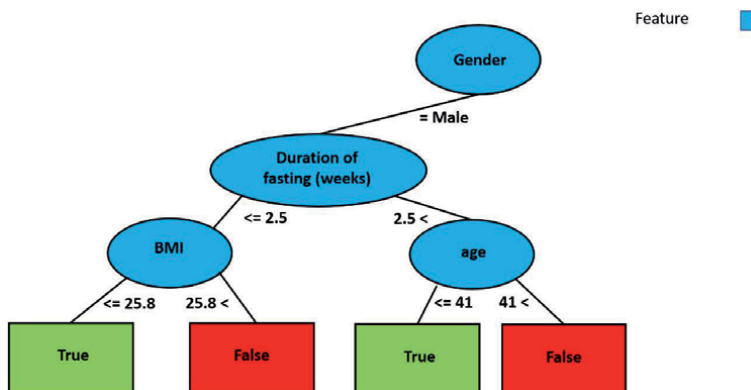 Feature
Gender
= Male
Duration of
fasting (weeks)
<= 2.5
2.5 <
BMI
age
<= 25.8
25.8 <
<= 41
41 <
True
False
True
False